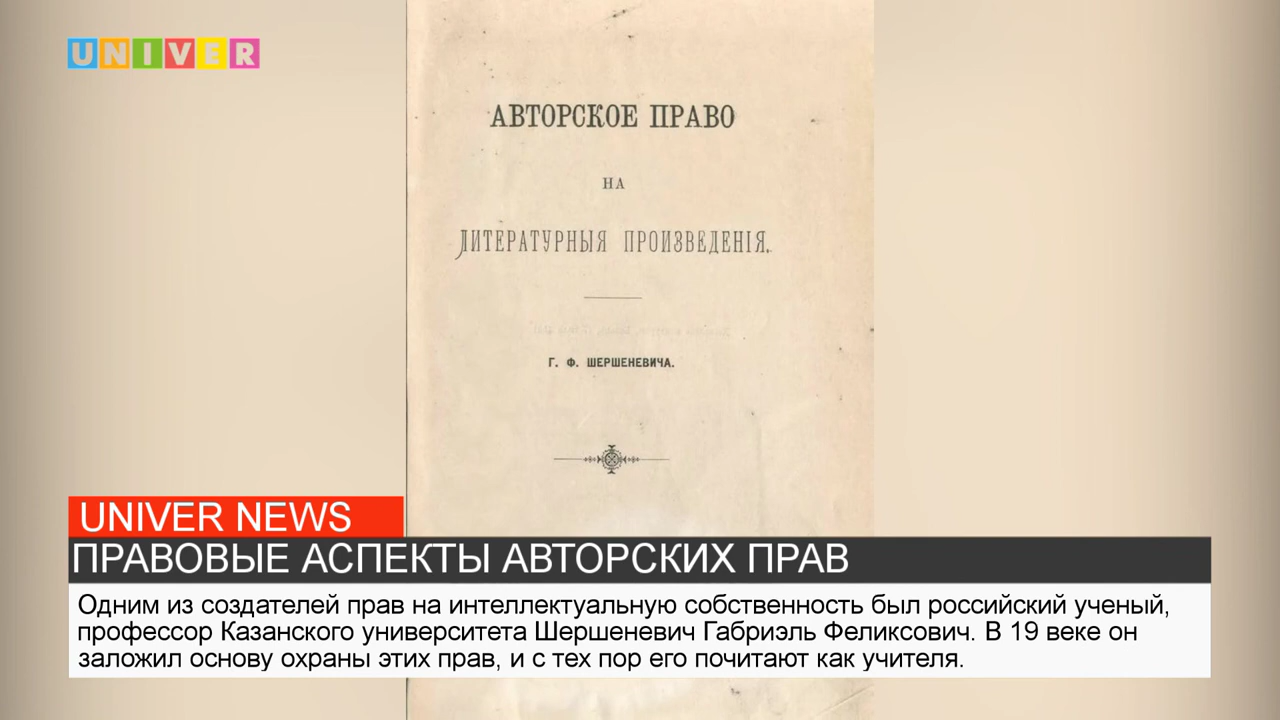 UNIVER
АВТОРСКОЕ ПРАВО
НА
ЛИТЕРАТУРНЫЯ ПРОИЗВЕДЕНІЯ.
Г. Ф. ШЕРШЕНЕВИЧА.
UNIVER NEWS
ПРАВОВЫЕ АСПЕКТЫ АВТОРСКИХ ПРАВ
Одним из создателей прав на интеллектуальную собственность был российский ученый,
профессор Казанского университета Шершеневич Габриэль Феликсович. В 19 веке он
заложил основу охраны этих прав, и с тех пор его почитают как учителя.